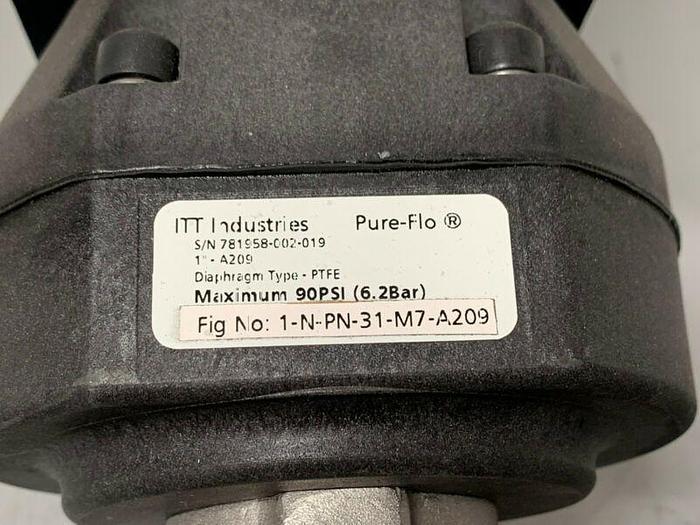 ITT Industries Pure-Flo ®
S/N 781958-002-019
1" - A209
Diaphragm Type - PTFE
Maximum 90PSI (6.2Bar)
Fig No: 1-N-PN-31-M7-A209